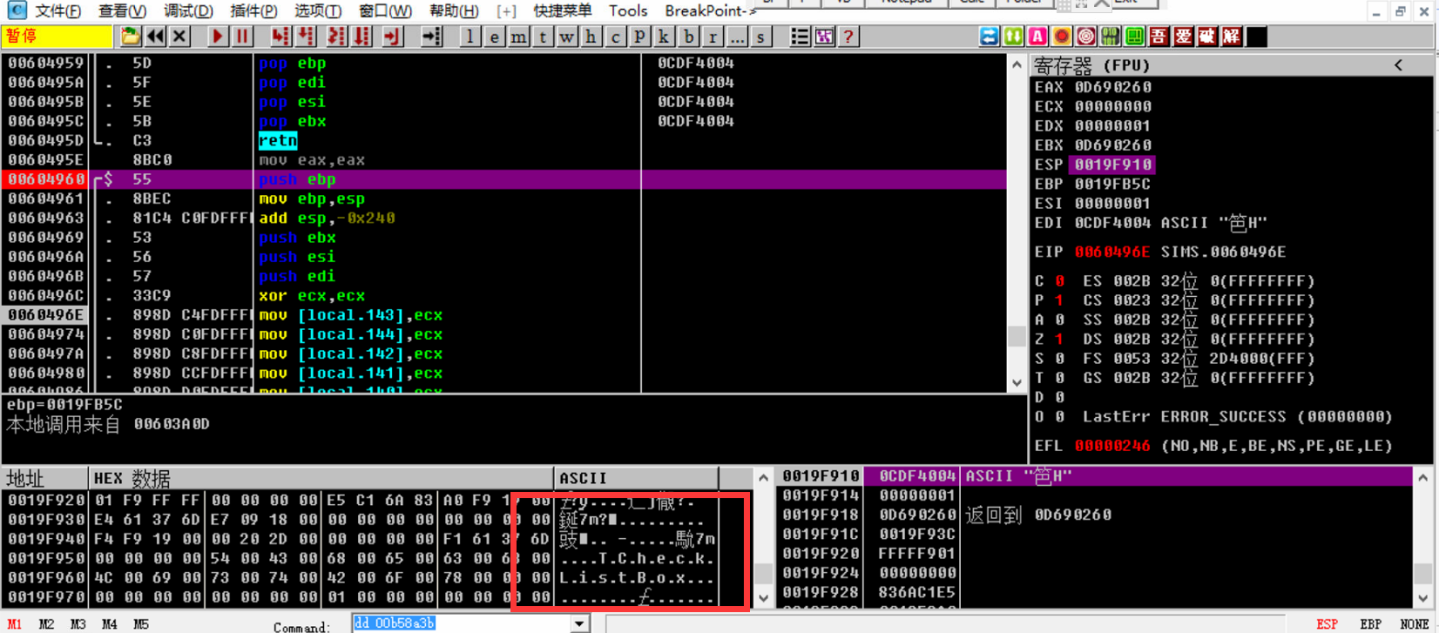 文件(F) 查看(V) 调试(D) 插件(P) 选项(T) 窗口(W) 帮助(H) [+] 快捷菜单 Tools BreakPoint->
暂停 l e m t w h c P k b r ... s ? 吾 爱 破 解
00604959 . 5D pop ebp 0CDF4004
0060495A . 5F pop edi 0CDF4004
0060495B . 5E pop esi 0CDF4004
0060495C . 5B pop ebx 0CDF4004
0060495D . C3 retn
0060495E 8BC0 mov eax,eax
00604960 $ 55 push ebp
00604961 . 8BEC mov ebp,esp
00604963 . 81C4 C0FDFFFF add esp,-0x240
00604969 . 53 push ebx
0060496A . 56 push esi
0060496B . 57 push edi
0060496C . 33C9 xor ecx,ecx
0060496E . 898D C4FDFFFF mov [local.143],ecx
00604974 . 898D C0FDFFFF mov [local.144],ecx
0060497A . 898D C8FDFFFF mov [local.142],ecx
00604980 . 898D CCFDFFFF mov [local.141],ecx
ebp=0019FB5C
本地调用来自 00603A0D
寄存器 (FPU) <
EAX 0D690260
ECX 00000000
EDX 00000001
EBX 0D690260
ESP 0019F910
EBP 0019FB5C
ESI 00000001
EDI 0CDF4004 ASCII "笆H"
EIP 0060496E SIMS.0060496E
C 0 ES 002B 32位 0(FFFFFFFF)
P 1 CS 0023 32位 0(FFFFFFFF)
A 0 SS 002B 32位 0(FFFFFFFF)
Z 1 DS 002B 32位 0(FFFFFFFF)
S 0 FS 0053 32位 2D4000(FFF)
T 0 GS 002B 32位 0(FFFFFFFF)
D 0
O 0 LastErr ERROR_SUCCESS (00000000)
EFL 00000246 (NO,NB,E,BE,NS,PE,GE,LE)
地址 HEX 数据 ASCII
0019F920 01 F9 FF FF 00 00 00 00 E5 C1 6A 83 A0 F9 19 00
0019F930 E4 61 37 6D E7 09 18 00 00 00 00 00 00 00 00 00
0019F940 F4 F9 19 00 00 20 2D 00 00 00 00 00 F1 61 37 6D
0019F950 00 00 00 00 54 00 43 00 68 00 65 00 63 00 6B 00 ....T.C.h.e.c.k.
0019F960 4C 00 69 00 73 00 74 00 42 00 6F 00 78 00 00 00 L.i.s.t.B.o.x...
0019F970 00 00 00 00 00 00 00 00 01 00 00 00 00 00 00 00
0019F910 0CDF4004 ASCII "笆H"
0019F914 00000001
0019F918 0D690260 返回到 0D690260
0019F91C 0019F93C
0019F920 FFFFF901
0019F924 00000000
0019F928 836AC1E5
M1 M2 M3 M4 M5 Command: dd 00b58a3b ESP EBP NONE